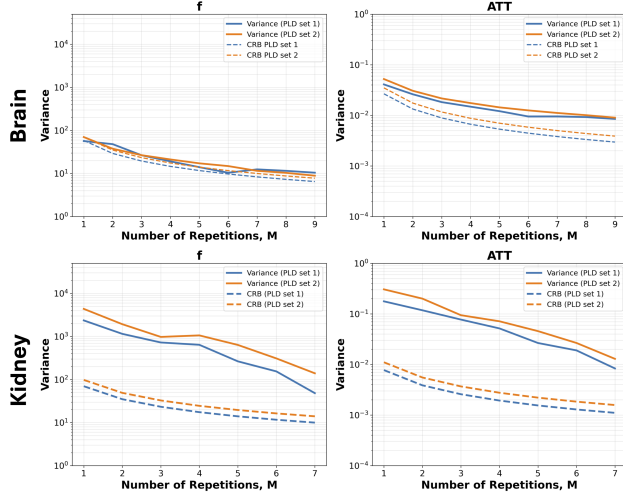 f
ATT
Brain
Variance
10⁴
10³
10²
10¹
10⁰
Variance (PLD set 1)
Variance (PLD set 2)
CRB PLD set 1
CRB PLD set 2
1 2 3 4 5 6 7 8 9
Number of Repetitions, M
Variance
10⁰
10⁻¹
10⁻²
10⁻³
10⁻⁴
Variance (PLD set 1)
Variance (PLD set 2)
CRB PLD set 1
CRB PLD set 2
1 2 3 4 5 6 7 8 9
Number of Repetitions, M
f
ATT
Kidney
Variance
10⁴
10³
10²
10¹
10⁰
Variance (PLD set 1)
Variance (PLD set 2)
CRB (PLD set 1)
CRB (PLD set 2)
1 2 3 4 5 6 7
Number of Repetitions, M
Variance
10⁰
10⁻¹
10⁻²
10⁻³
10⁻⁴
Variance (PLD set 1)
Variance (PLD set 2)
CRB (PLD set 1)
CRB (PLD set 2)
1 2 3 4 5 6 7
Number of Repetitions, M